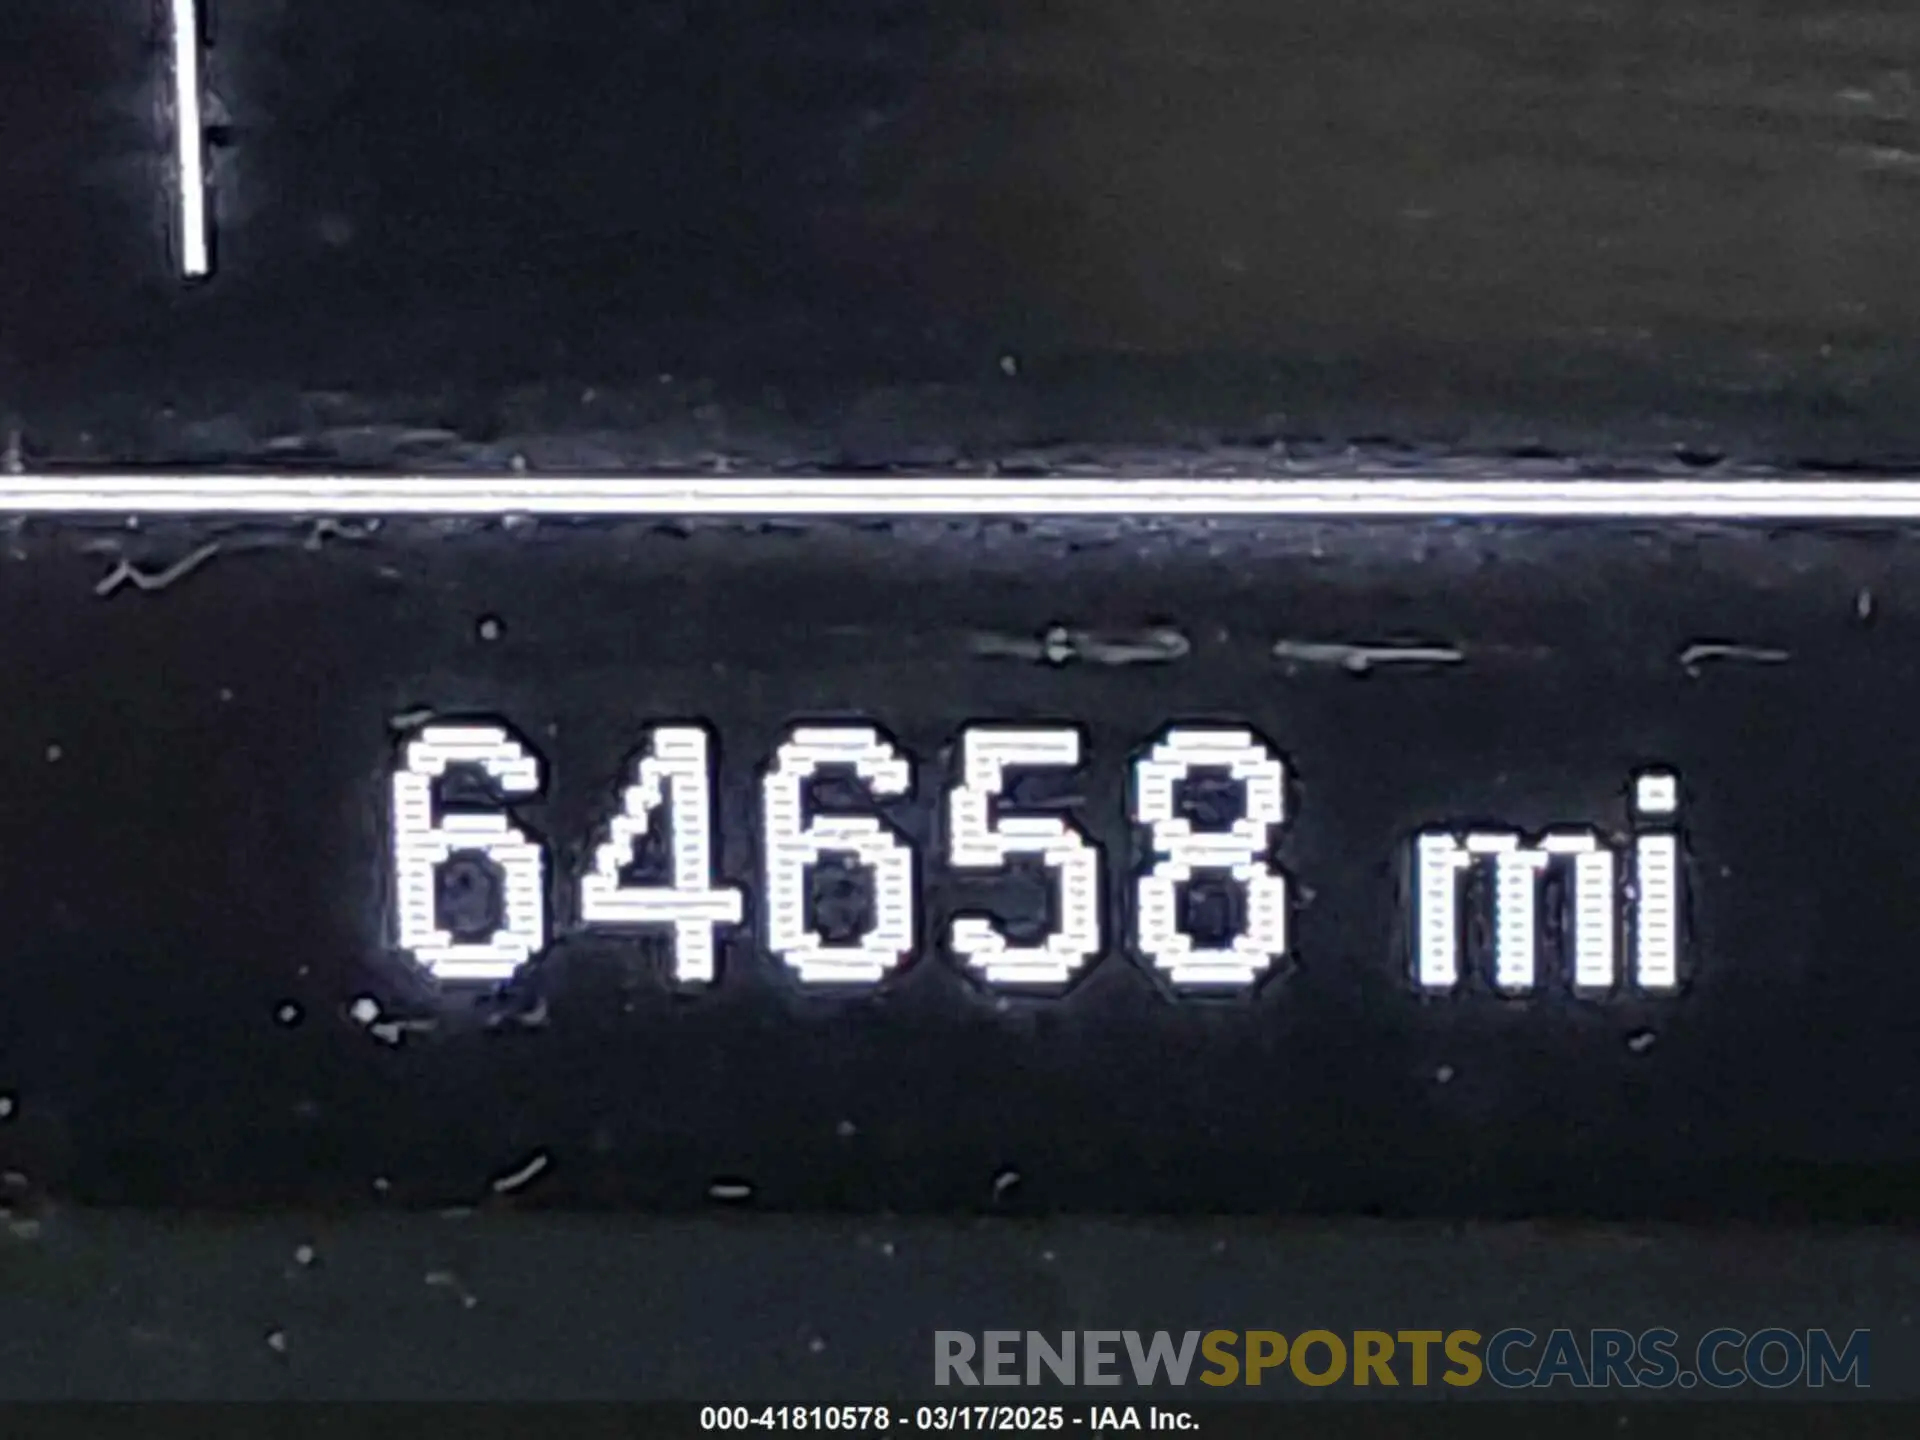 64658 mi
RENEWSPORTSCARS.COM
000-41810578 - 03/17/2025 - IAA Inc.